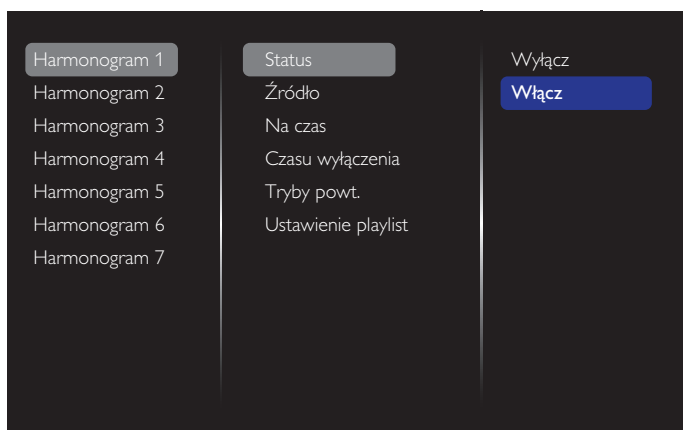 Harmonogram 1
Harmonogram 2
Harmonogram 3
Harmonogram 4
Harmonogram 5
Harmonogram 6
Harmonogram 7
Status
Źródło
Na czas
Czasu wyłączenia
Tryby powt.
Ustawienie playlist
Wyłącz
Włącz